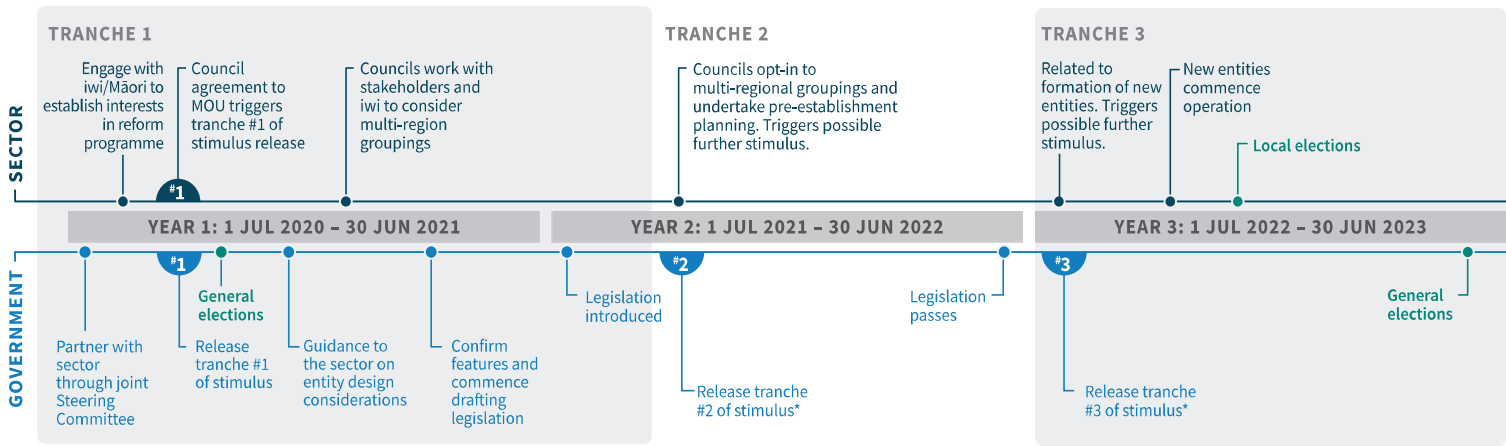 TRANCHE 1
TRANCHE 2
TRANCHE 3
SECTOR
Engage with
iwi/Māori to
establish interests
in reform
programme
Council
agreement to
MOU triggers
tranche #1 of
stimulus release
#1
Councils work with
stakeholders and
iwi to consider
multi-region
groupings
Councils opt-in to
multi-regional groupings and
undertake pre-establishment
planning. Triggers possible
further stimulus.
Related to
formation of new
entities. Triggers
possible further
stimulus.
New entities
commence
operation
Local elections
YEAR 1: 1 JUL 2020 – 30 JUN 2021
YEAR 2: 1 JUL 2021 – 30 JUN 2022
YEAR 3: 1 JUL 2022 – 30 JUN 2023
GOVERNMENT
Partner with
sector
through joint
Steering
Committee
#1
Release
tranche #1
of stimulus
General
elections
Guidance to
the sector on
entity design
considerations
Confirm
features and
commence
drafting
legislation
Legislation
introduced
#2
Release tranche
#2 of stimulus*
Legislation
passes
#3
Release tranche
#3 of stimulus*
General
elections